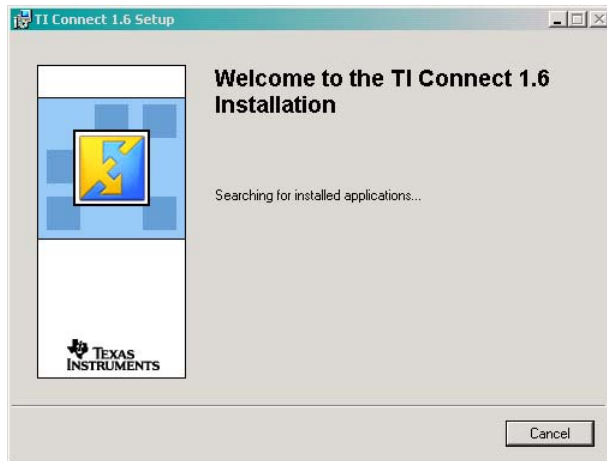 TI Connect 1.6 Setup
Welcome to the TI Connect 1.6
Installation
Searching for installed applications...
TEXAS
INSTRUMENTS
Cancel